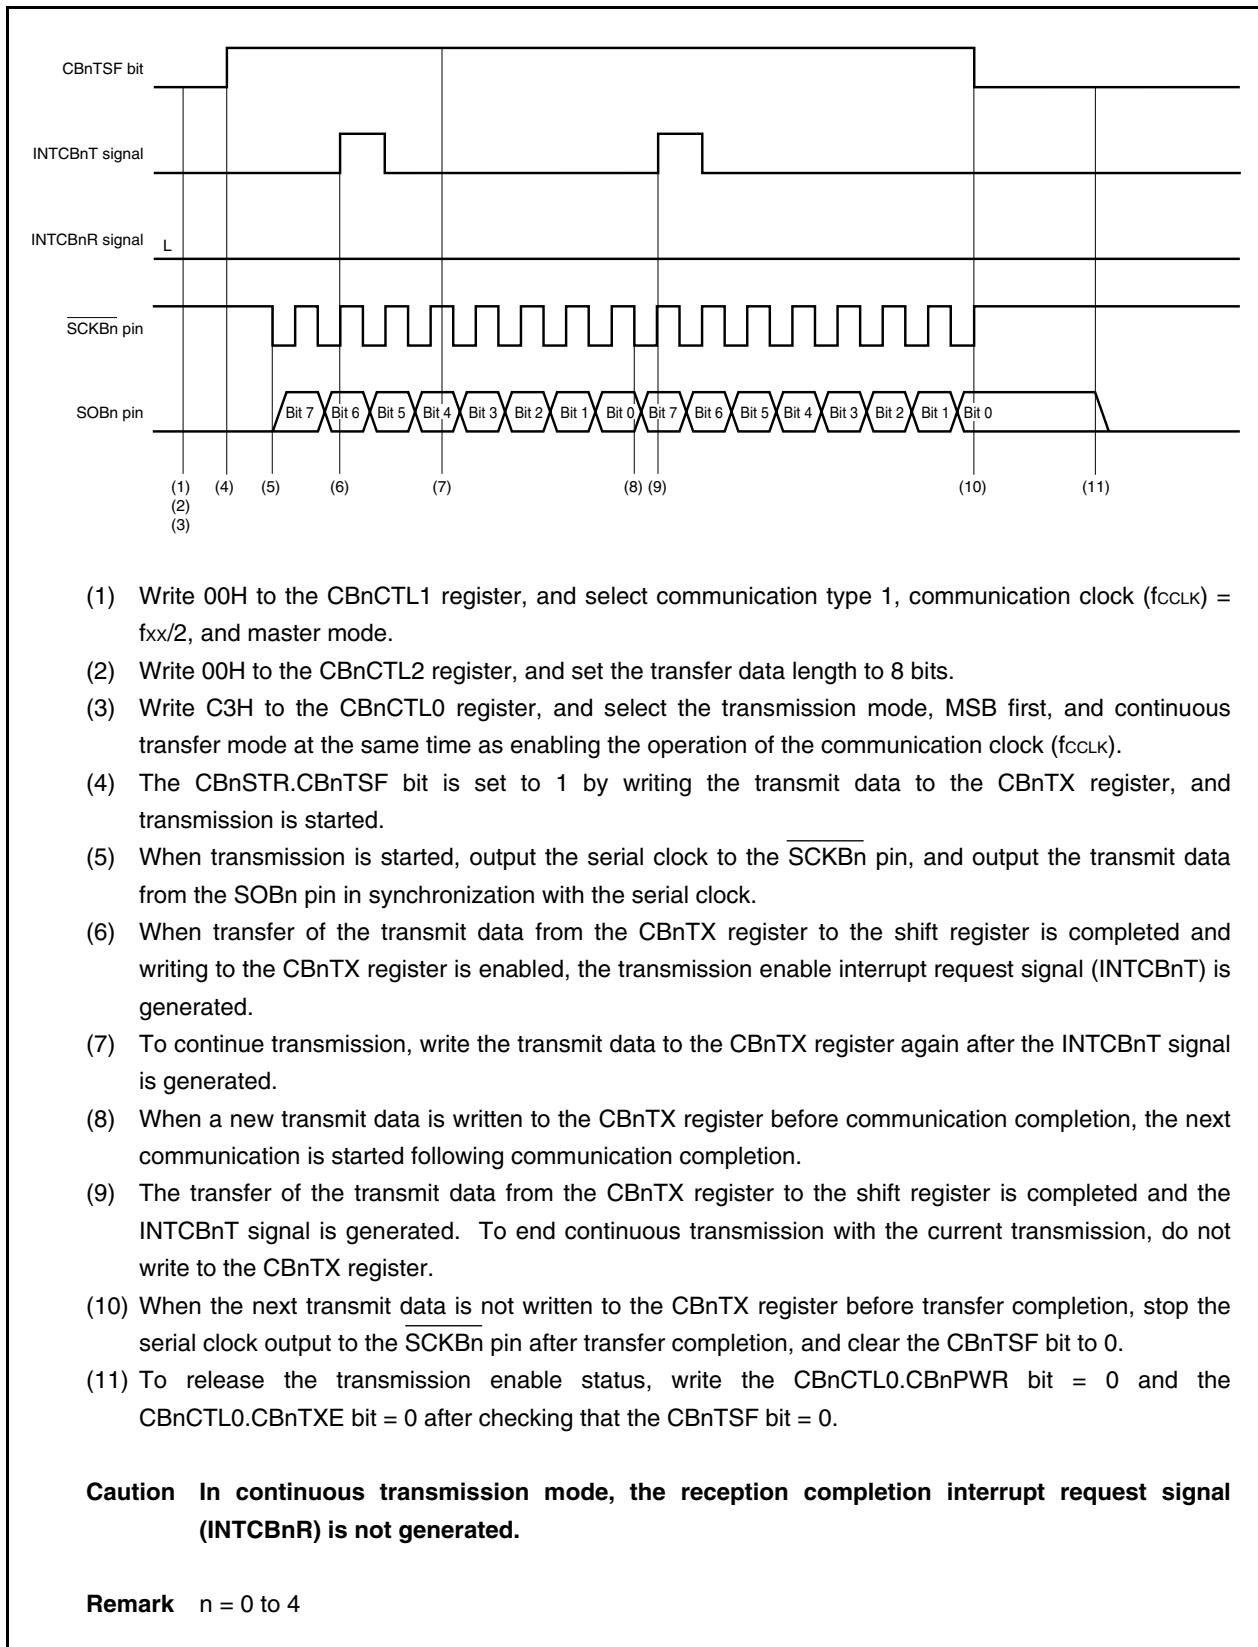 CBnTSF bit
INTCBnT signal
INTCBnR signal L
SCKBn pin
SOBn pin Bit 7 Bit 6 Bit 5 Bit 4 Bit 3 Bit 2 Bit 1 Bit 0 Bit 7 Bit 6 Bit 5 Bit 4 Bit 3 Bit 2 Bit 1 Bit 0
(1) (4) (5) (6) (7) (8) (9) (10) (11)
(2)
(3)
(1) Write 00H to the CBnCTL1 register, and select communication type 1, communication clock (fCCLK) =
fxx/2, and master mode.
(2) Write 00H to the CBnCTL2 register, and set the transfer data length to 8 bits.
(3) Write C3H to the CBnCTL0 register, and select the transmission mode, MSB first, and continuous
transfer mode at the same time as enabling the operation of the communication clock (fCCLK).
(4) The CBnSTR.CBnTSF bit is set to 1 by writing the transmit data to the CBnTX register, and
transmission is started.
(5) When transmission is started, output the serial clock to the SCKBn pin, and output the transmit data
from the SOBn pin in synchronization with the serial clock.
(6) When transfer of the transmit data from the CBnTX register to the shift register is completed and
writing to the CBnTX register is enabled, the transmission enable interrupt request signal (INTCBnT) is
generated.
(7) To continue transmission, write the transmit data to the CBnTX register again after the INTCBnT signal
is generated.
(8) When a new transmit data is written to the CBnTX register before communication completion, the next
communication is started following communication completion.
(9) The transfer of the transmit data from the CBnTX register to the shift register is completed and the
INTCBnT signal is generated. To end continuous transmission with the current transmission, do not
write to the CBnTX register.
(10) When the next transmit data is not written to the CBnTX register before transfer completion, stop the
serial clock output to the SCKBn pin after transfer completion, and clear the CBnTSF bit to 0.
(11) To release the transmission enable status, write the CBnCTL0.CBnPWR bit = 0 and the
CBnCTL0.CBnTXE bit = 0 after checking that the CBnTSF bit = 0.
Caution In continuous transmission mode, the reception completion interrupt request signal
(INTCBnR) is not generated.
Remark n = 0 to 4